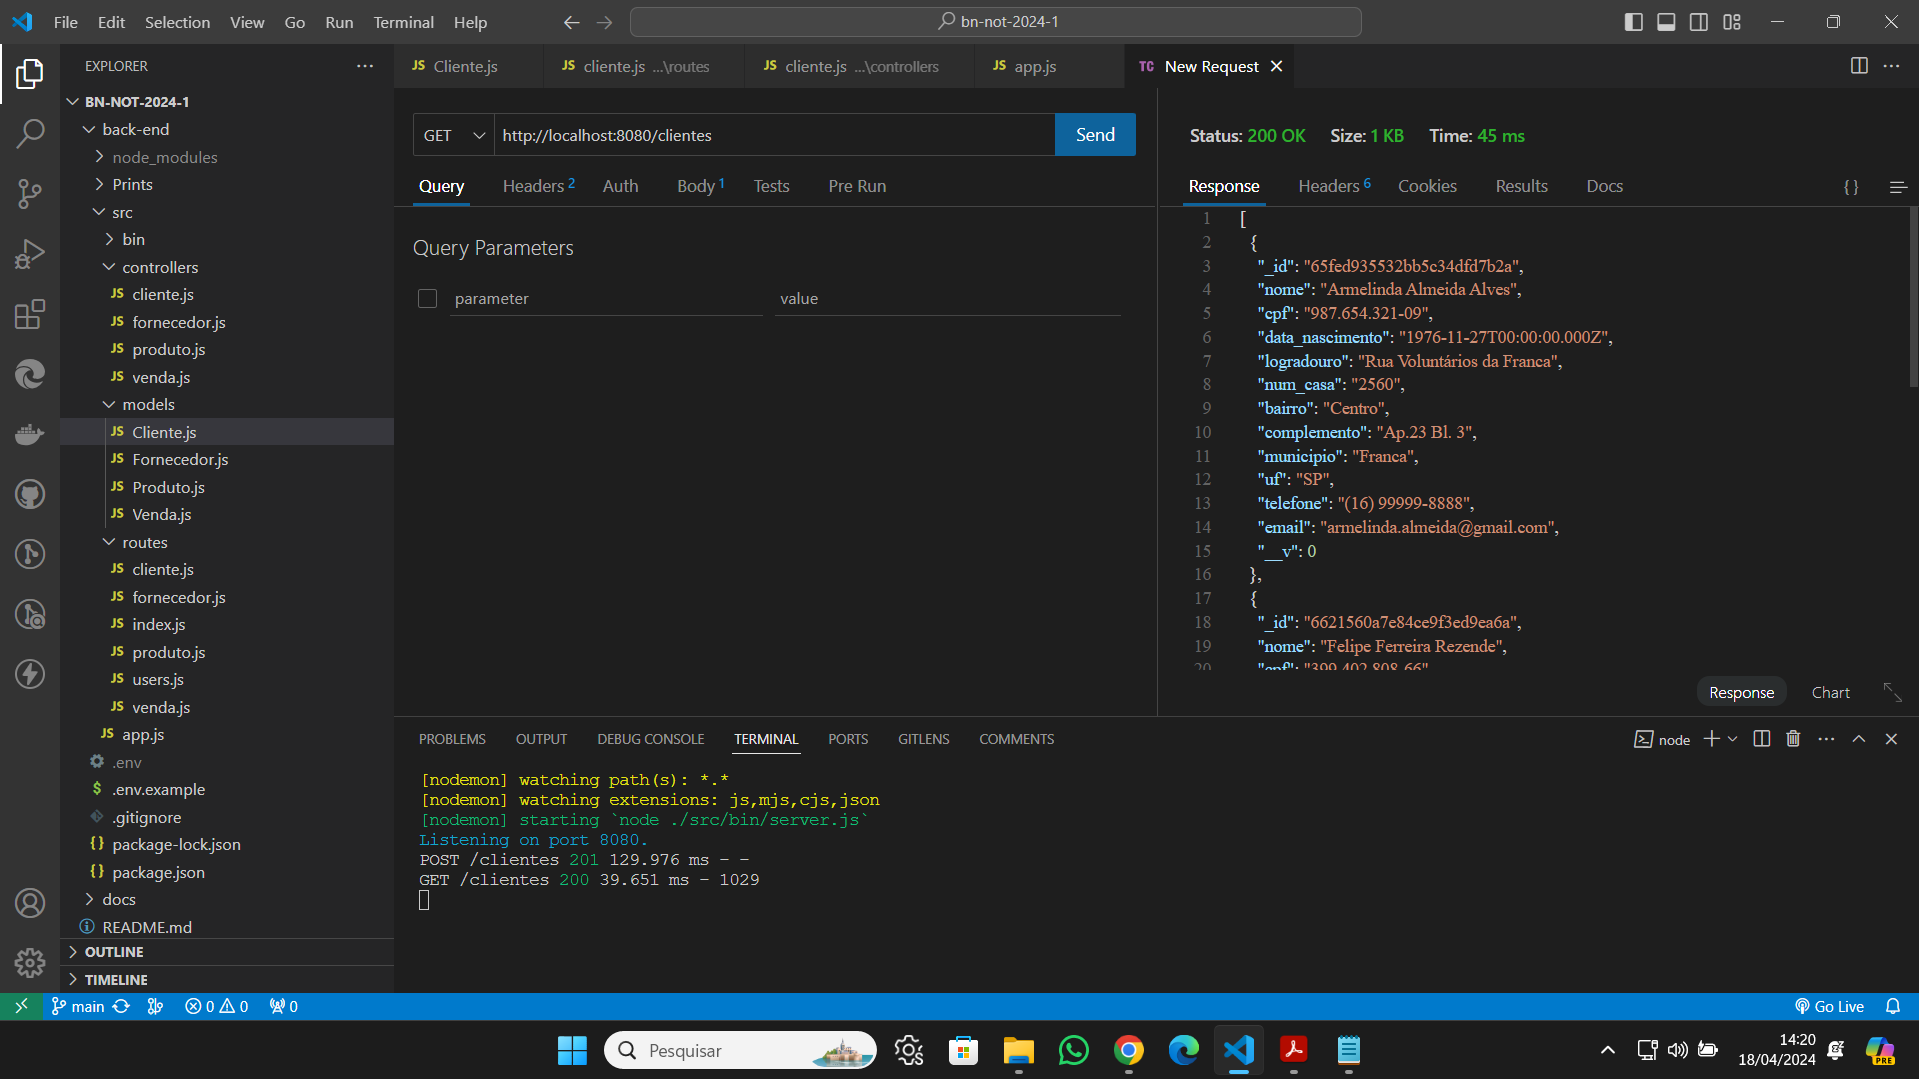 File Edit Selection View Go Run Terminal Help
bn-not-2024-1
EXPLORER
BN-NOT-2024-1
back-end
node_modules
Prints
src
bin
controllers
JS cliente.js
JS fornecedor.js
JS produto.js
JS venda.js
models
JS Cliente.js
JS Fornecedor.js
JS Produto.js
JS Venda.js
routes
JS cliente.js
JS fornecedor.js
JS index.js
JS produto.js
JS users.js
JS venda.js
JS app.js
.env
$ .env.example
.gitignore
{} package-lock.json
{} package.json
docs
README.md
OUTLINE
TIMELINE
JS Cliente.js
JS cliente.js ...\routes
JS cliente.js ...\controllers
JS app.js
TC New Request
GET http://localhost:8080/clientes Send
Query Headers 2 Auth Body 1 Tests Pre Run
Query Parameters
parameter value
Status: 200 OK Size: 1 KB Time: 45 ms
Response Headers 6 Cookies Results Docs { }
1 [
2 {
3 "_id": "65fed935532bb5c34dfd7b2a",
4 "nome": "Armelinda Almeida Alves",
5 "cpf": "987.654.321-09",
6 "data_nascimento": "1976-11-27T00:00:00.000Z",
7 "logradouro": "Rua Voluntários da Franca",
8 "num_casa": "2560",
9 "bairro": "Centro",
10 "complemento": "Ap.23 Bl. 3",
11 "municipio": "Franca",
12 "uf": "SP",
13 "telefone": "(16) 99999-8888",
14 "email": "armelinda.almeida@gmail.com",
15 "__v": 0
16 },
17 {
18 "_id": "6621560a7e84ce9f3ed9ea6a",
19 "nome": "Felipe Ferreira Rezende",
20 "cpf": "399.402.808-66"
Response Chart
PROBLEMS OUTPUT DEBUG CONSOLE TERMINAL PORTS GITLENS COMMENTS
node
[nodemon] watching path(s): *.*
[nodemon] watching extensions: js,mjs,cjs,json
[nodemon] starting `node ./src/bin/server.js`
Listening on port 8080.
POST /clientes 201 129.976 ms - -
GET /clientes 200 39.651 ms - 1029
main 0 0 0
Go Live
Pesquisar
14:20
18/04/2024
PRE